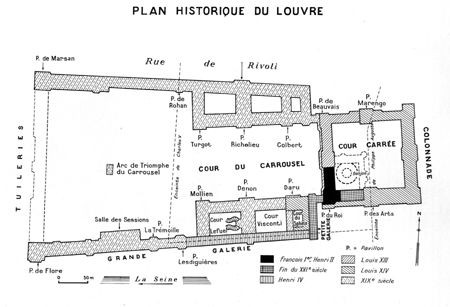 PLAN HISTORIQUE DU LOUVRE
P. de Marsan
Rue de Rivoli
P. de Rohan
P. de Beauvais
P. Marengo
Turgot
Richelieu
Colbert
COUR CARRÉE
COLONNADE
TUILERIES
Arc de Triomphe du Carrousel
Enceinte de Charles V
COUR DU CARROUSEL
P. Mollien
P. Denon
P. Daru
Salle des Sessions
P. La Trémoille
Cour Lefuel
Cour Visconti
PETITE GALERIE
P. du Roi
P. des Arts
P. de Flore
GRANDE GALERIE
P. Lesdiguières
0 50 m
La Seine
N
P. = Pavillon
François Ier, Henri II
Fin du XVIe siècle
Henri IV
Louis XIII
Louis XIV
XIXe siècle